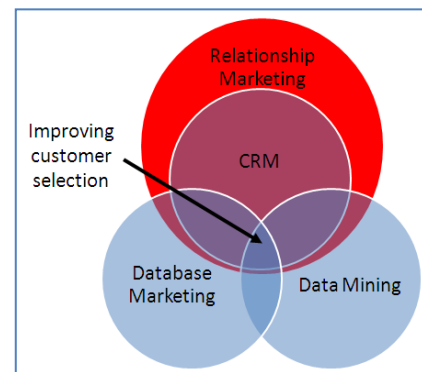 Relationship
Marketing
Improving
customer
selection
CRM
Database
Marketing
Data Mining